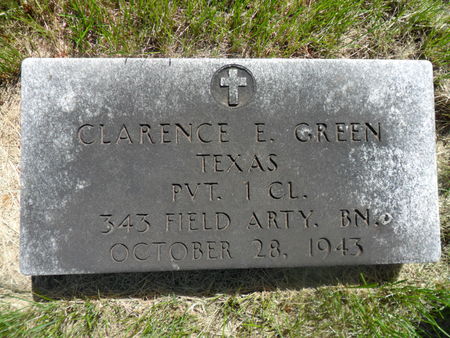 CLARENCE E. GREEN
TEXAS
PVT. 1 CL.
343 FIELD ARTY. BN.
OCTOBER 28, 1943